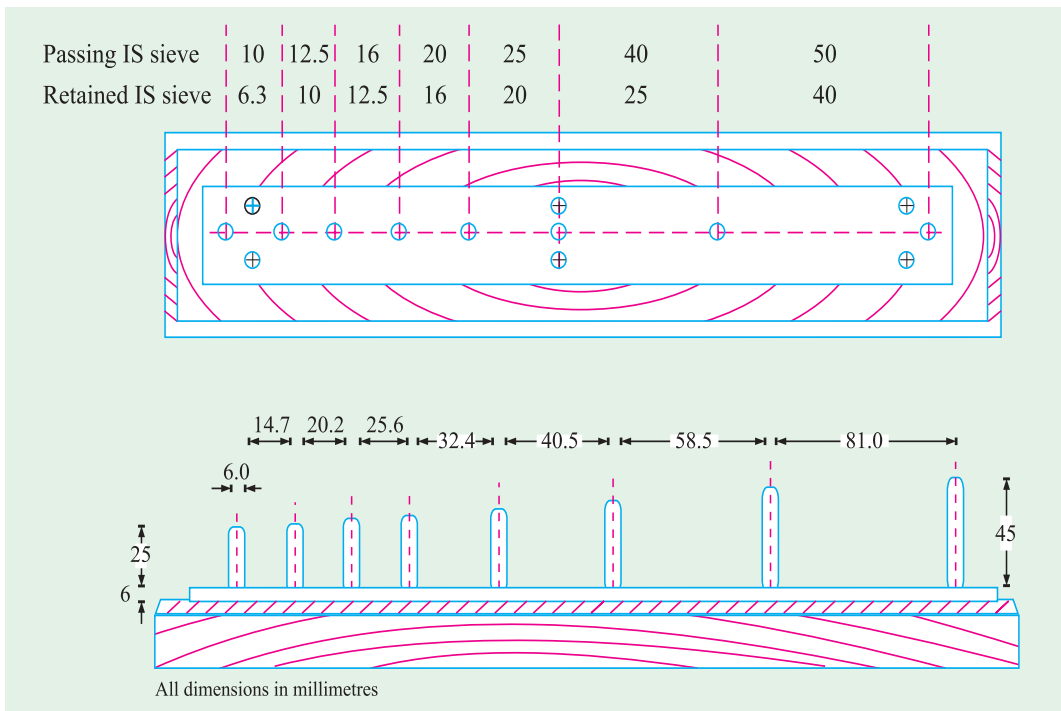 Passing IS sieve 10 12.5 16 20 25 40 50
Retained IS sieve 6.3 10 12.5 16 20 25 40
14.7 20.2 25.6 32.4 40.5 58.5 81.0
6.0
25
45
6
All dimensions in millimetres